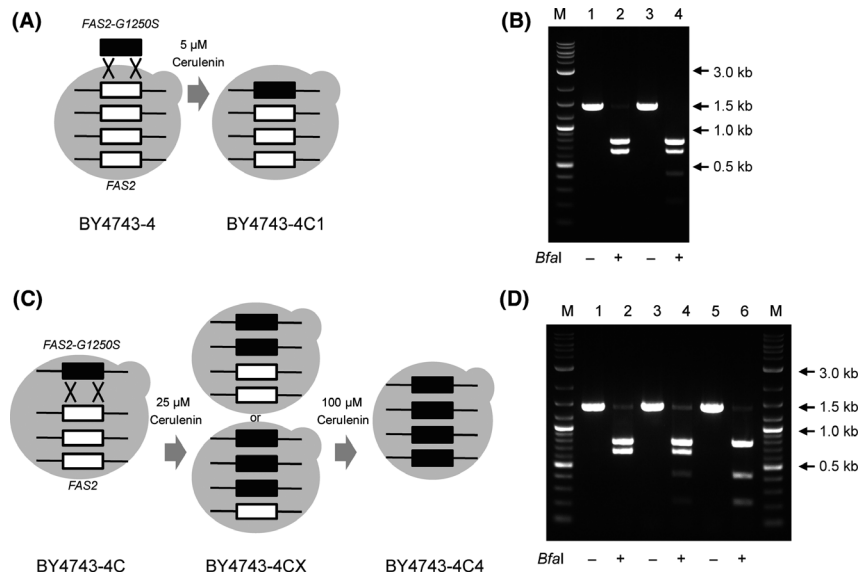 (A)
FAS2-G1250S
5 µM
Cerulenin
FAS2
BY4743-4
BY4743-4C1
(B)
M 1 2 3 4
3.0 kb
1.5 kb
1.0 kb
0.5 kb
BfaI – + – +
(C)
FAS2-G1250S
25 µM
Cerulenin
or
100 µM
Cerulenin
FAS2
BY4743-4C
BY4743-4CX
BY4743-4C4
(D)
M 1 2 3 4 5 6 M
3.0 kb
1.5 kb
1.0 kb
0.5 kb
BfaI – + – + – +